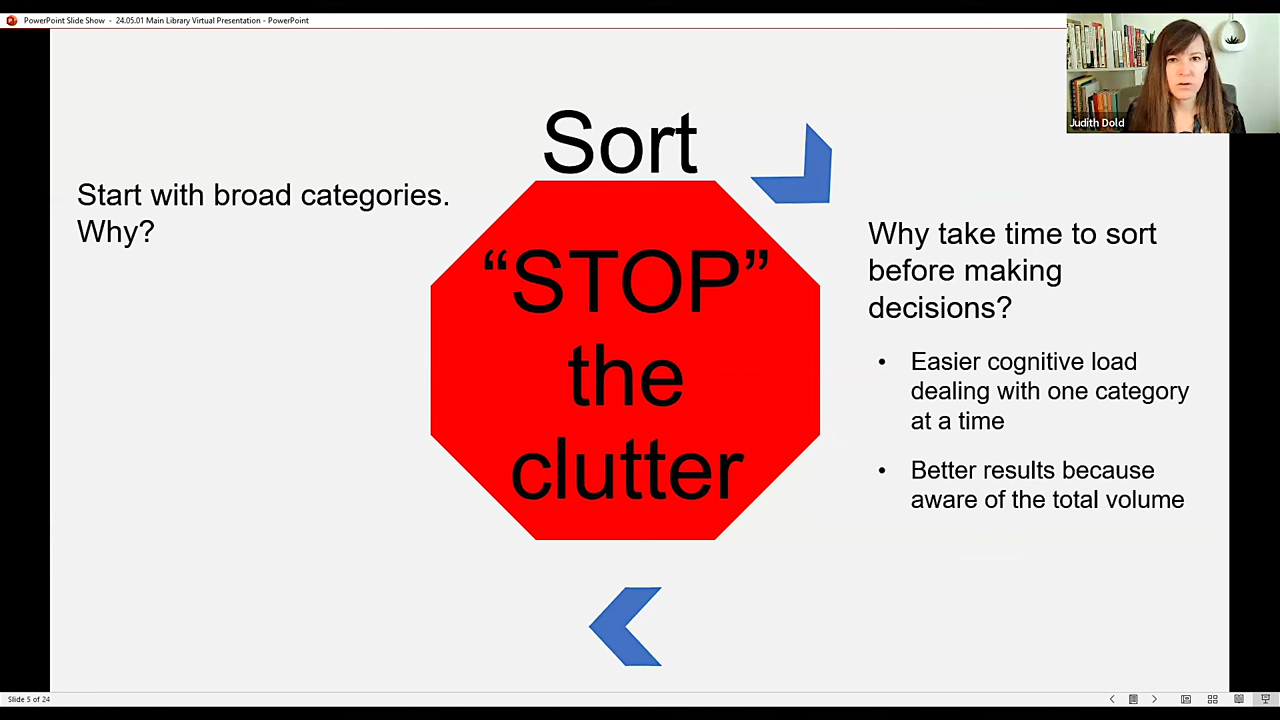 PowerPoint Slide Show - 24.05.01 Main Library Virtual Presentation - PowerPoint
Judith Dold
Sort
Start with broad categories.
Why?
“STOP”
the
clutter
Why take time to sort
before making
decisions?
• Easier cognitive load
dealing with one category
at a time
• Better results because
aware of the total volume
Slide 5 of 24